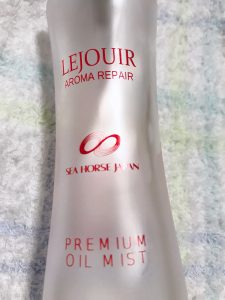 LEJOUIR
AROMA REPAIR
SEA HORSE JAPAN
PREMIUM
OIL MIST